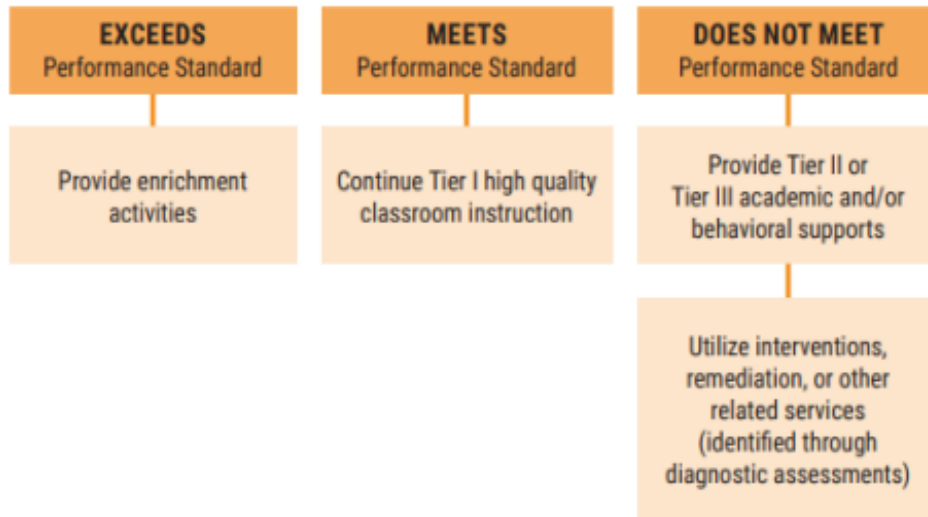 EXCEEDS
Performance Standard
Provide enrichment
activities
MEETS
Performance Standard
Continue Tier I high quality
classroom instruction
DOES NOT MEET
Performance Standard
Provide Tier II or
Tier III academic and/or
behavioral supports
Utilize interventions,
remediation, or other
related services
(identified through
diagnostic assessments)